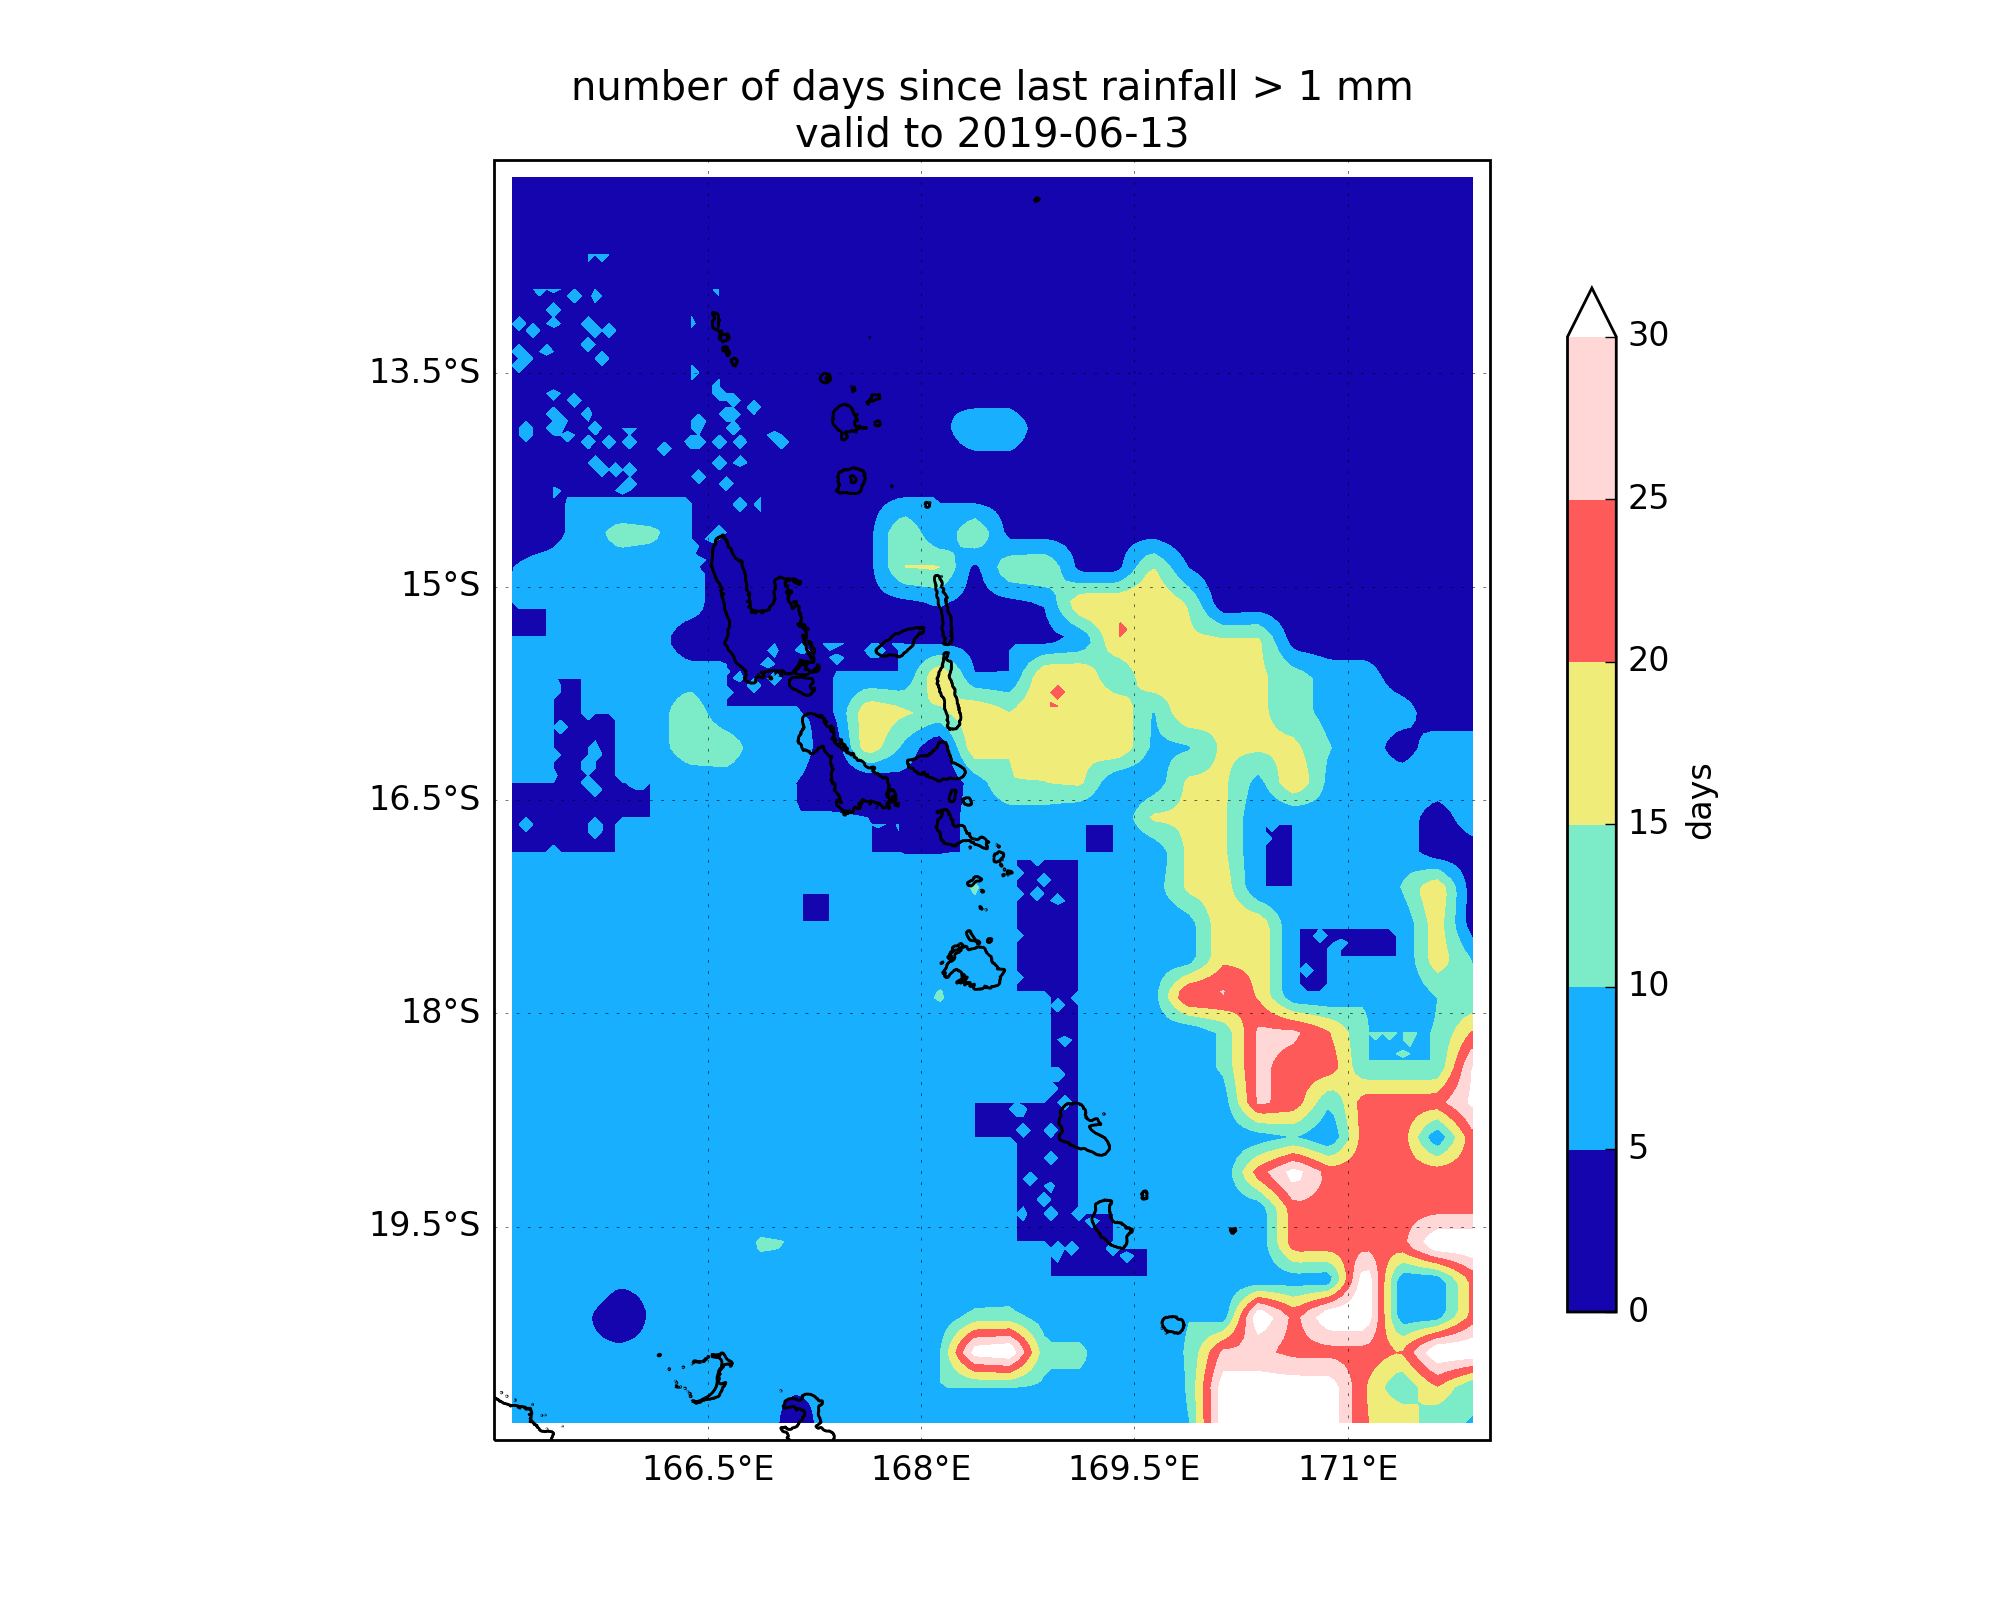 number of days since last rainfall > 1 mm
valid to 2019-06-13
13.5°S
15°S
16.5°S
18°S
19.5°S
166.5°E
168°E
169.5°E
171°E
30
25
20
15
10
5
0
days